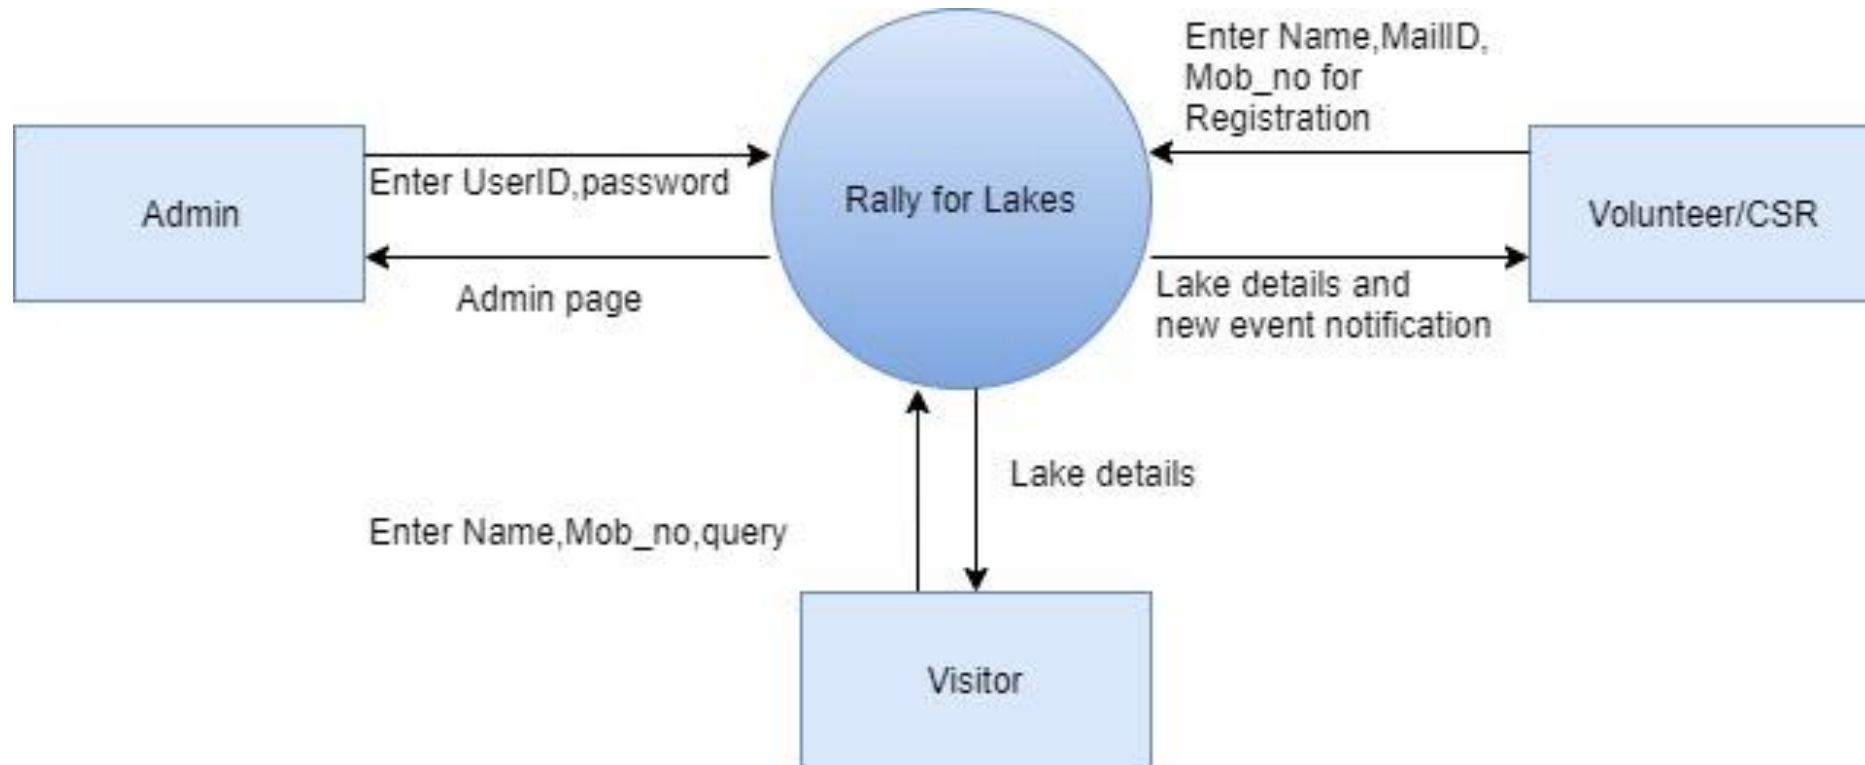 Enter Name,MailID,
Mob_no for
Registration
Admin
Enter UserID,password
Rally for Lakes
Volunteer/CSR
Admin page
Lake details and
new event notification
Lake details
Enter Name,Mob_no,query
Visitor